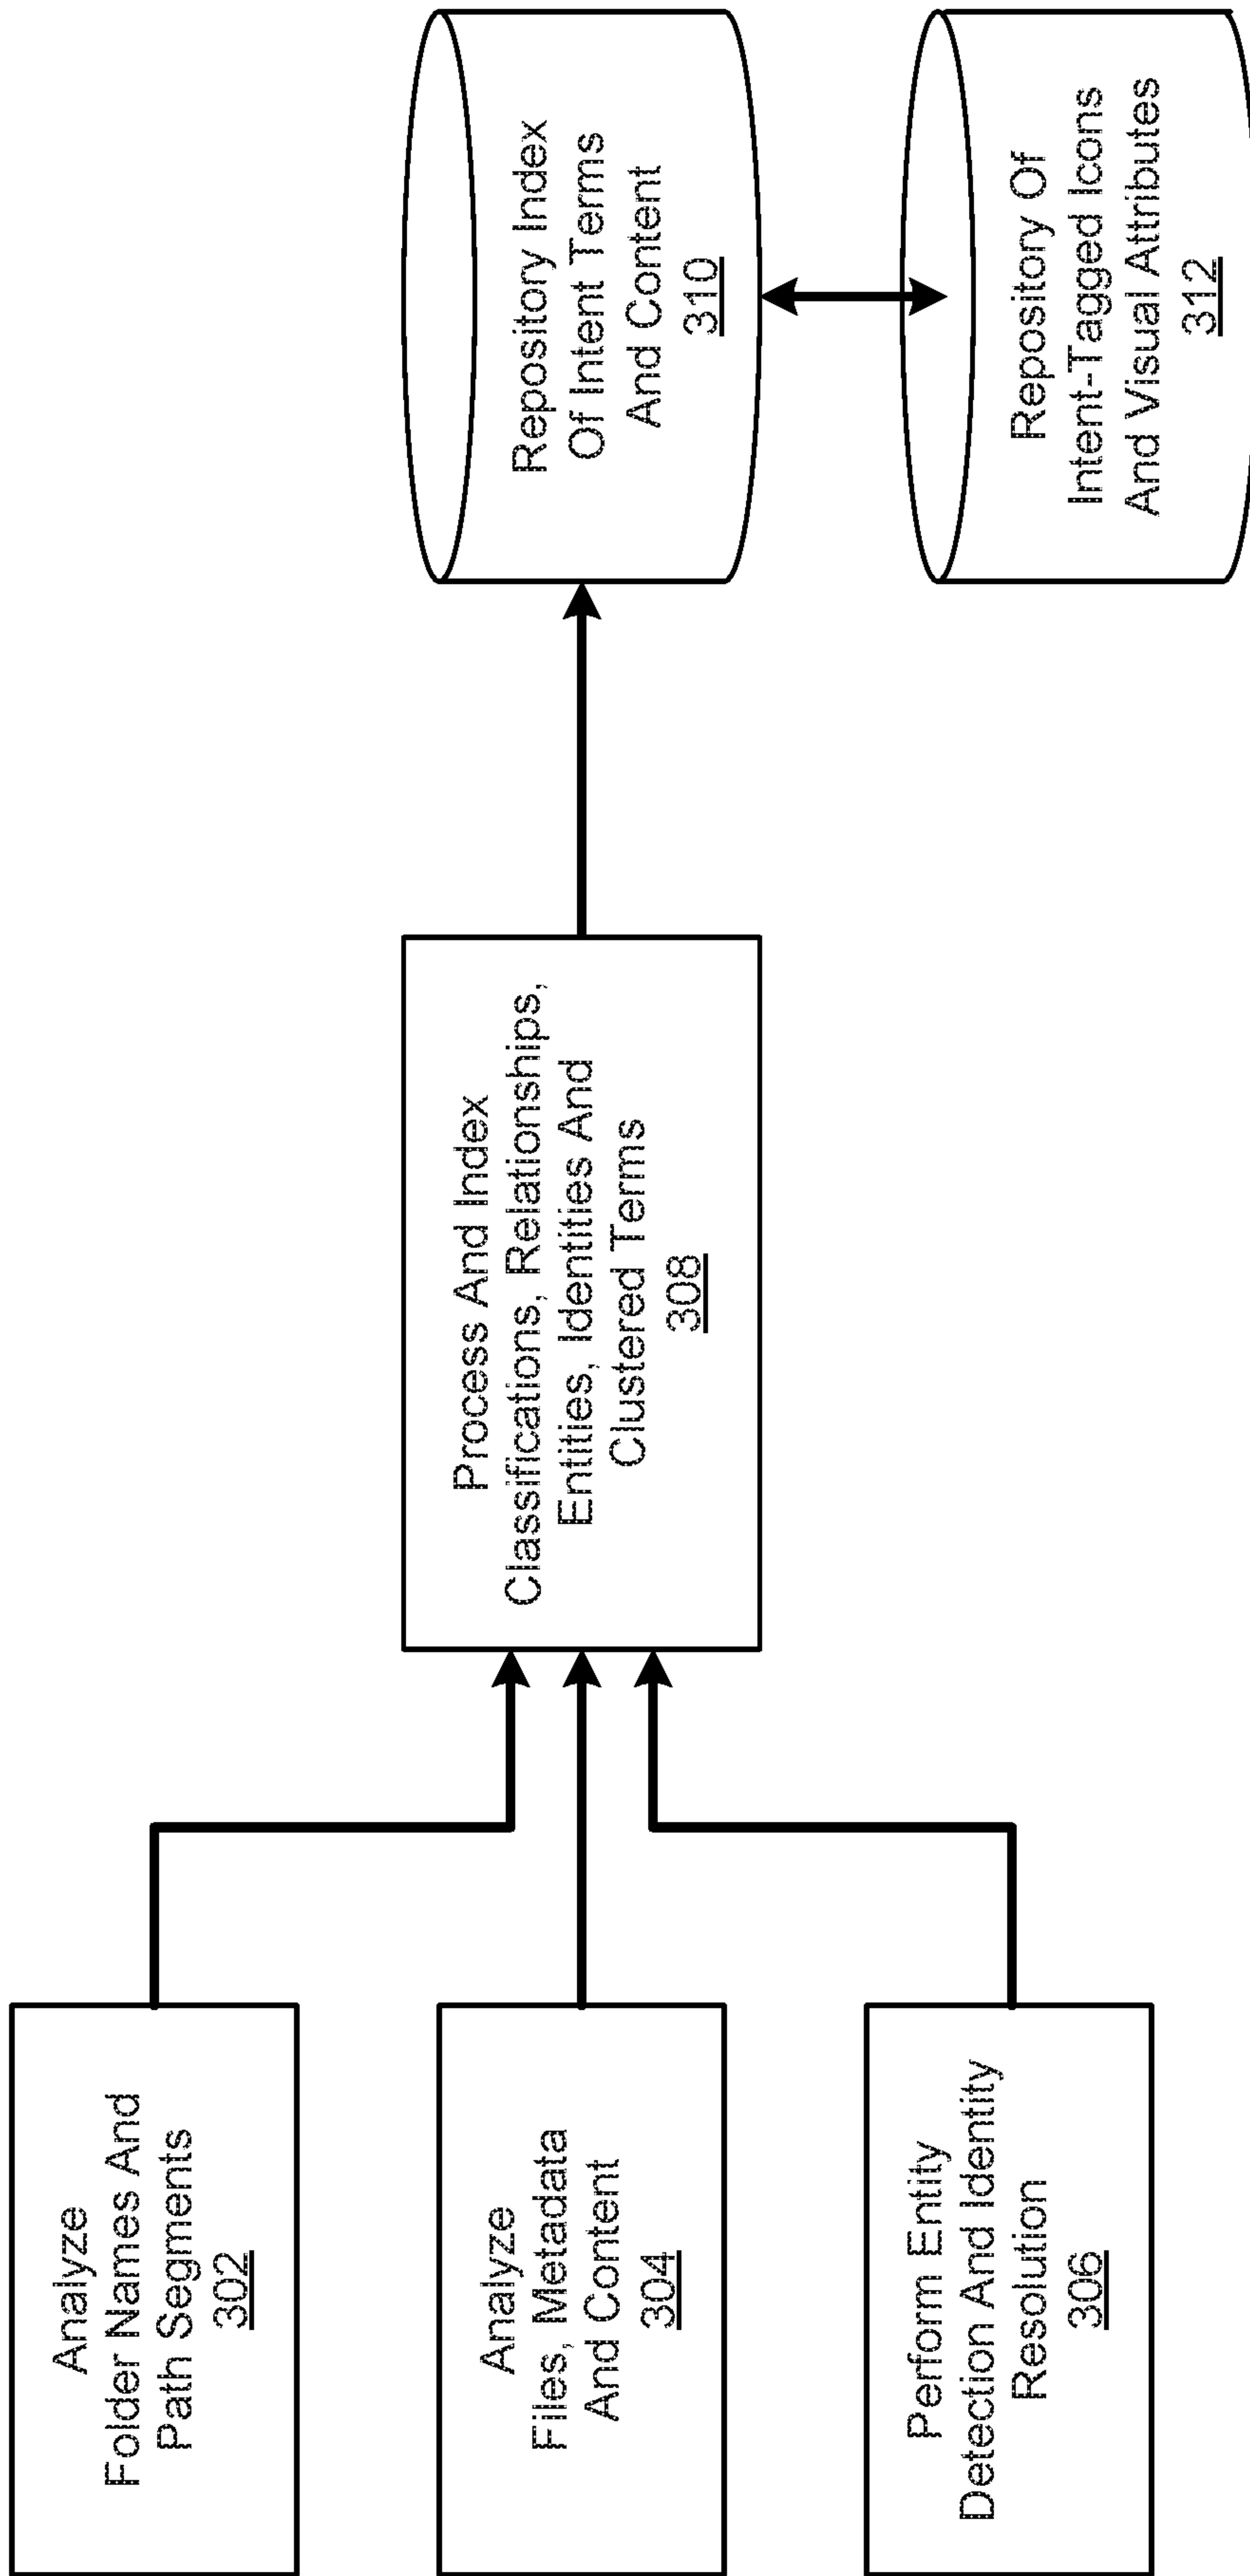 Analyze
Folder Names And
Path Segments
302
Analyze
Files, Metadata
And Content
304
Perform Entity
Detection And Identity
Resolution
306
Process And Index
Classifications, Relationships,
Entities, Identities And
Clustered Terms
308
Repository Index
Of Intent Terms
And Content
310
Repository Of
Intent-Tagged Icons
And Visual Attributes
312